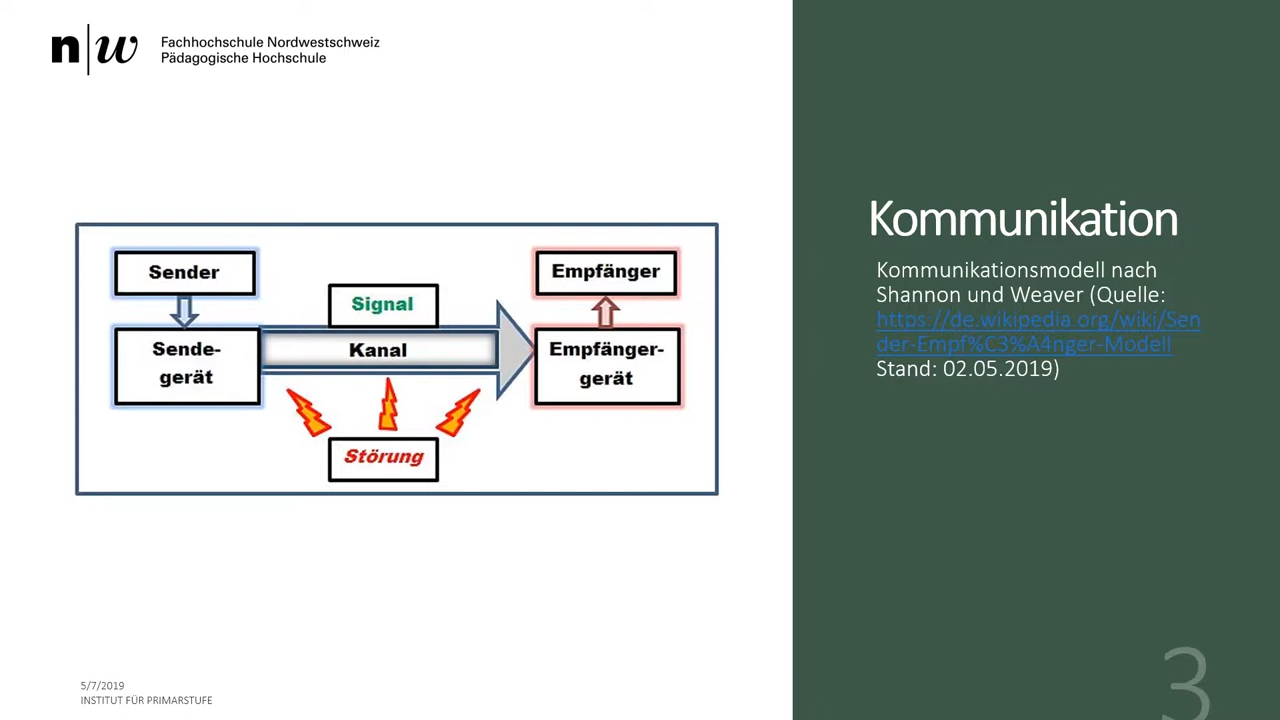 n|w Fachhochschule Nordwestschweiz
Pädagogische Hochschule
Sender
Sende-
gerät
Signal
Kanal
Störung
Empfänger
Empfänger-
gerät
Kommunikation
Kommunikationsmodell nach
Shannon und Weaver (Quelle:
https://de.wikipedia.org/wiki/Sen
der-Empf%C3%A4nger-Modell
Stand: 02.05.2019)
5/7/2019
INSTITUT FÜR PRIMARSTUFE
3